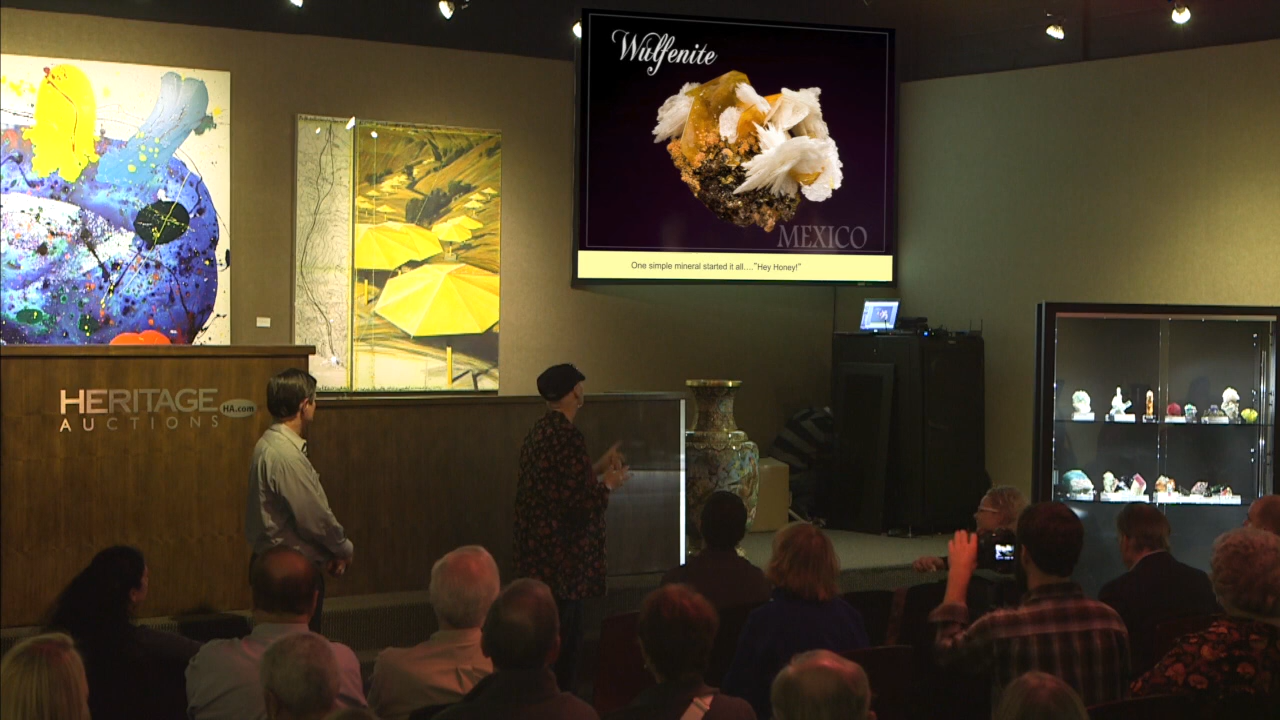 Wulfenite
MEXICO
One simple mineral started it all...."Hey Honey!"
HERITAGE
HA.com
AUCTIONS